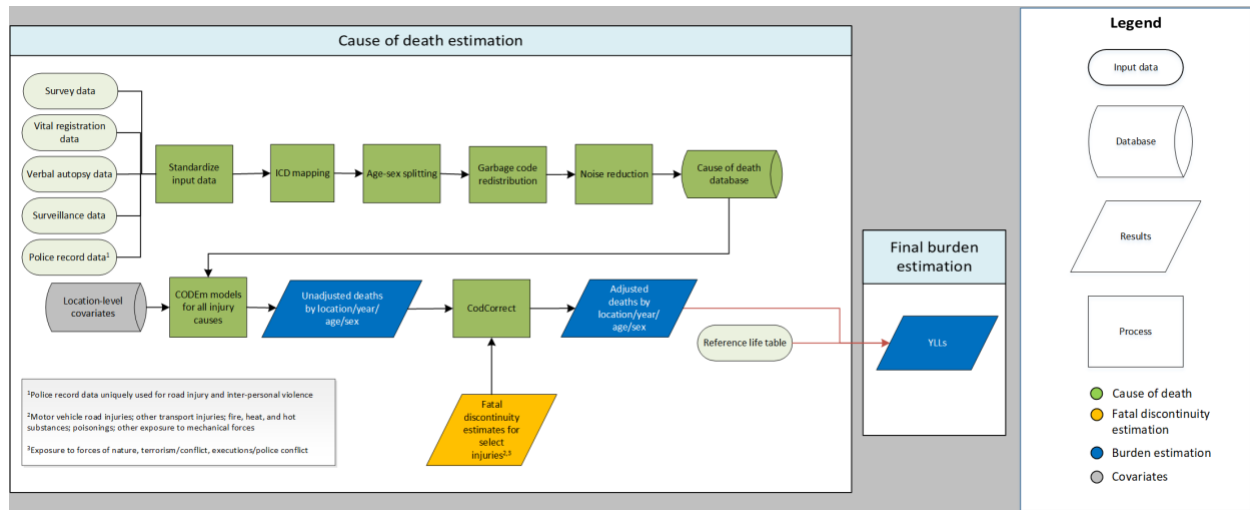 Cause of death estimation
Survey data
Vital registration
data
Verbal autopsy data
Surveillance data
Police record data¹
Standardize
input data
ICD mapping
Age-sex splitting
Garbage code
redistribution
Noise reduction
Cause of death
database
Location-level
covariates
CODEm models
for all injury
causes
Unadjusted deaths
by location/year/
age/sex
CodCorrect
Adjusted
deaths by
location/year/
age/sex
Reference life table
Fatal
discontinuity
estimates for
select
injuries²,³
¹Police record data uniquely used for road injury and inter-personal violence
²Motor vehicle road injuries; other transport injuries; fire, heat, and hot
substances; poisonings; other exposure to mechanical forces
³Exposure to forces of nature, terrorism/conflict, executions/police conflict
Final burden
estimation
YLLs
Legend
Input data
Database
Results
Process
Cause of death
Fatal discontinuity
estimation
Burden estimation
Covariates